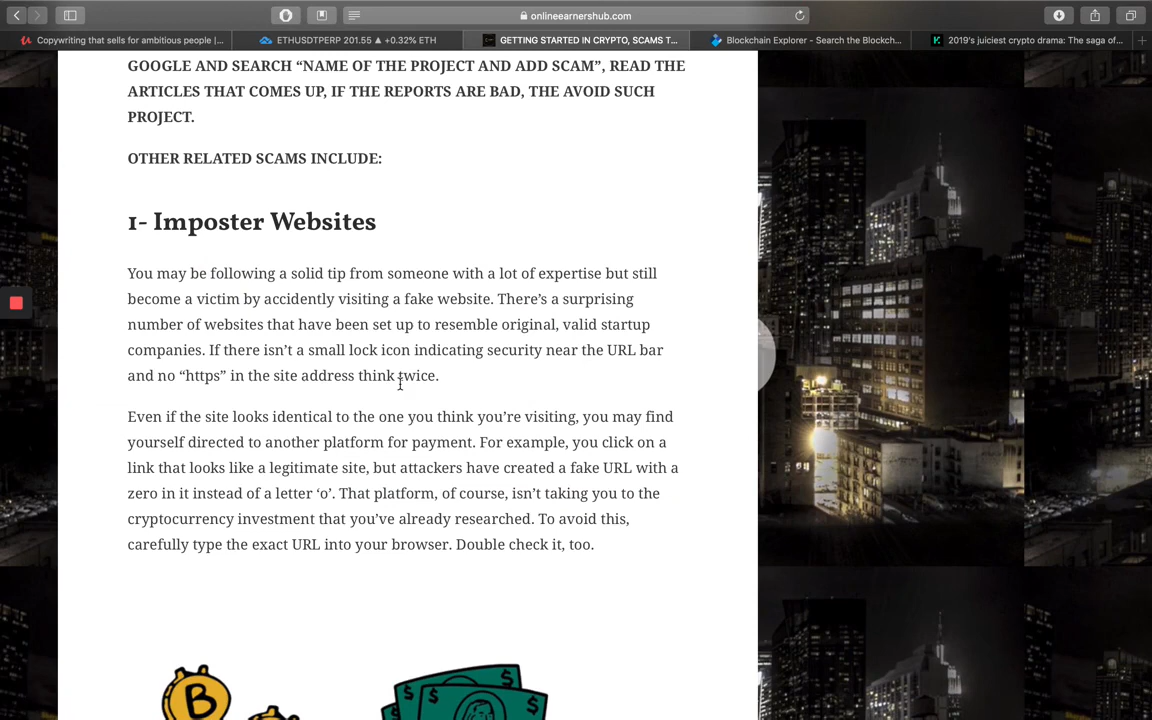 onlineearnershub.com
Copywriting that sells for ambitious people |...
ETHUSDTPERP 201.55 ▲ +0.32% ETH
GETTING STARTED IN CRYPTO, SCAMS T...
Blockchain Explorer - Search the Blockch...
2019's juiciest crypto drama: The saga of...
GOOGLE AND SEARCH “NAME OF THE PROJECT AND ADD SCAM”, READ THE
ARTICLES THAT COMES UP, IF THE REPORTS ARE BAD, THE AVOID SUCH
PROJECT.
OTHER RELATED SCAMS INCLUDE:
1- Imposter Websites
You may be following a solid tip from someone with a lot of expertise but still
become a victim by accidently visiting a fake website. There’s a surprising
number of websites that have been set up to resemble original, valid startup
companies. If there isn’t a small lock icon indicating security near the URL bar
and no “https” in the site address think twice.
Even if the site looks identical to the one you think you’re visiting, you may find
yourself directed to another platform for payment. For example, you click on a
link that looks like a legitimate site, but attackers have created a fake URL with a
zero in it instead of a letter ‘o’. That platform, of course, isn’t taking you to the
cryptocurrency investment that you’ve already researched. To avoid this,
carefully type the exact URL into your browser. Double check it, too.
B
$ $
$ $